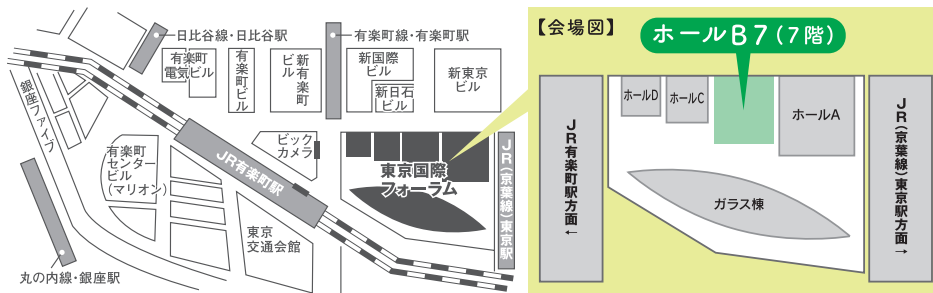 日比谷線・日比谷駅
有楽町線・有楽町駅
有楽町
電気ビル
有楽町ビル
新有楽町
ビル
新国際
ビル
新日石
ビル
新東京
ビル
銀座ファイブ
有楽町
センター
ビル
(マリオン)
JR有楽町駅
ビック
カメラ
東京国際
フォーラム
JR(京葉線)東京駅
東京
交通会館
丸の内線・銀座駅
【会場図】
ホールB7(7階)
JR有楽町駅方面←
ホールD
ホールC
ホールA
ガラス棟
JR(京葉線)東京駅方面→